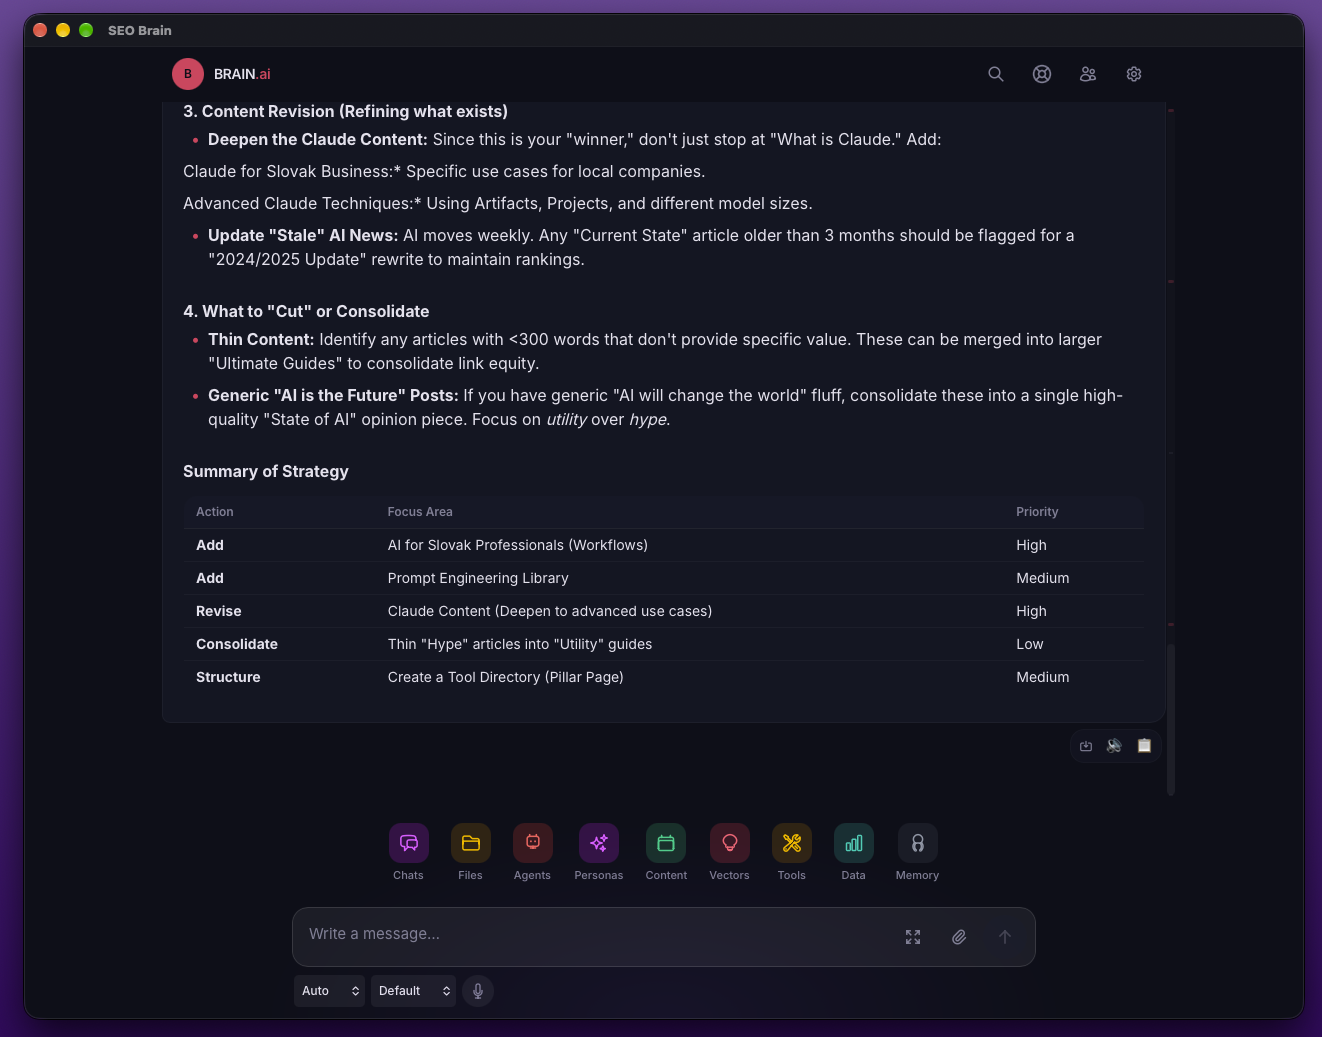 SEO Brain
B BRAIN.ai
3. Content Revision (Refining what exists)
• Deepen the Claude Content: Since this is your "winner," don't just stop at "What is Claude." Add:
Claude for Slovak Business:* Specific use cases for local companies.
Advanced Claude Techniques:* Using Artifacts, Projects, and different model sizes.
• Update "Stale" AI News: AI moves weekly. Any "Current State" article older than 3 months should be flagged for a
"2024/2025 Update" rewrite to maintain rankings.
4. What to "Cut" or Consolidate
• Thin Content: Identify any articles with <300 words that don't provide specific value. These can be merged into larger
"Ultimate Guides" to consolidate link equity.
• Generic "AI is the Future" Posts: If you have generic "AI will change the world" fluff, consolidate these into a single high-
quality "State of AI" opinion piece. Focus on utility over hype.
Summary of Strategy
Action Focus Area Priority
Add AI for Slovak Professionals (Workflows) High
Add Prompt Engineering Library Medium
Revise Claude Content (Deepen to advanced use cases) High
Consolidate Thin "Hype" articles into "Utility" guides Low
Structure Create a Tool Directory (Pillar Page) Medium
Chats Files Agents Personas Content Vectors Tools Data Memory
Write a message...
Auto Default